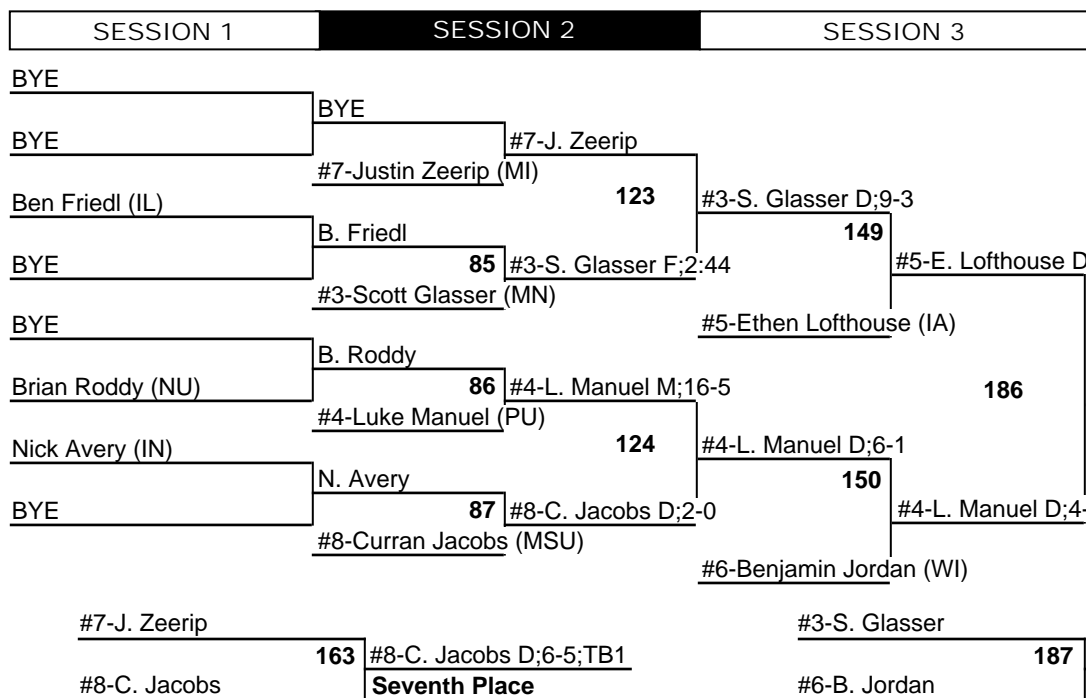 SESSION 1 SESSION 2 SESSION 3
BYE
BYE
BYE #7-J. Zeerip
#7-Justin Zeerip (MI)
Ben Friedl (IL) 123 #3-S. Glasser D;9-3
B. Friedl 149
BYE 85 #3-S. Glasser F;2:44 #5-E. Lofthouse D
#3-Scott Glasser (MN)
BYE #5-Ethen Lofthouse (IA)
B. Roddy
Brian Roddy (NU) 86 #4-L. Manuel M;16-5 186
#4-Luke Manuel (PU)
Nick Avery (IN) 124 #4-L. Manuel D;6-1
N. Avery 150
BYE 87 #8-C. Jacobs D;2-0 #4-L. Manuel D;4-
#8-Curran Jacobs (MSU)
#6-Benjamin Jordan (WI)
#7-J. Zeerip #3-S. Glasser
163 #8-C. Jacobs D;6-5;TB1 187
#8-C. Jacobs Seventh Place #6-B. Jordan